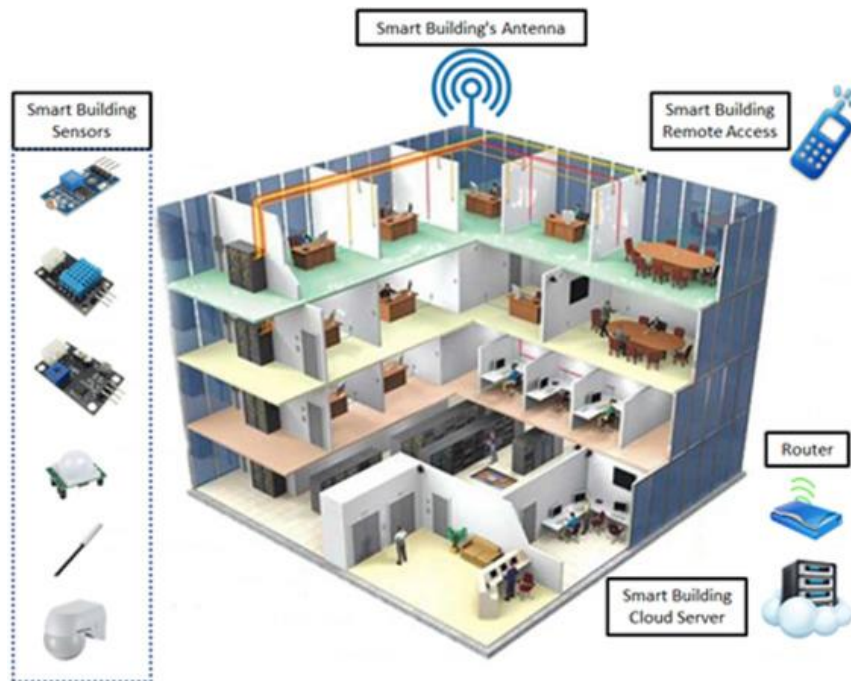 Smart Building's Antenna
Smart Building
Sensors
Smart Building
Remote Access
Router
Smart Building
Cloud Server